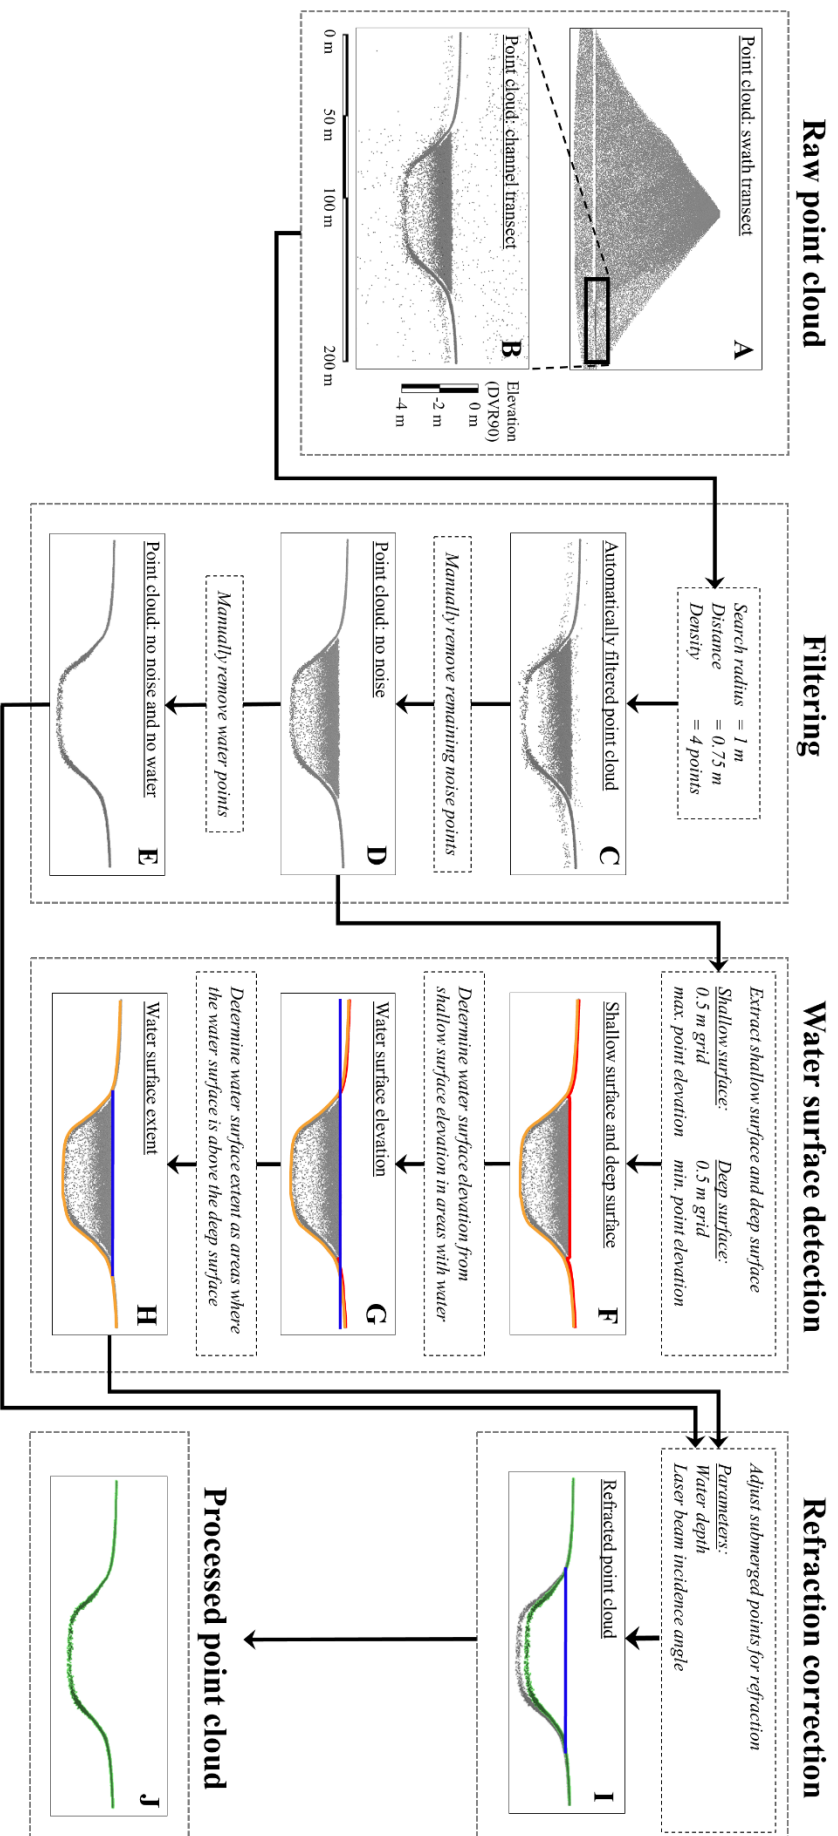 Raw point cloud
Point cloud: swath transect
A
Point cloud: channel transect
B
0 m
50 m
100 m
200 m
Elevation
(DVR90)
0 m
-2 m
-4 m
Filtering
Search radius = 1 m
Distance = 0.75 m
Density = 4 points
Automatically filtered point cloud
C
Manually remove remaining noise points
Point cloud: no noise
D
Manually remove water points
Point cloud: no noise and no water
E
Water surface detection
Extract shallow surface and deep surface
Shallow surface: Deep surface:
0.5 m grid 0.5 m grid
max. point elevation min. point elevation
Shallow surface and deep surface
F
Determine water surface elevation from
shallow surface elevation in areas with water
Water surface elevation
G
Determine water surface extent as areas where
the water surface is above the deep surface
Water surface extent
H
Refraction correction
Adjust submerged points for refraction
Parameters:
Water depth
Laser beam incidence angle
Refracted point cloud
I
Processed point cloud
J